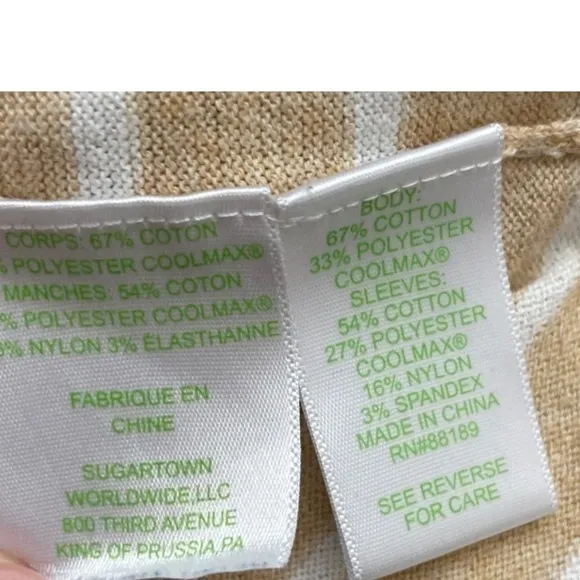 CORPS: 67% COTON
% POLYESTER COOLMAX®
MANCHES: 54% COTON
% POLYESTER COOLMAX®
% NYLON 3% ÉLASTHANNE
FABRIQUE EN
CHINE
SUGARTOWN
WORLDWIDE,LLC
800 THIRD AVENUE
KING OF PRUSSIA,PA
BODY:
67% COTTON
33% POLYESTER
COOLMAX®
SLEEVES:
54% COTTON
27% POLYESTER
COOLMAX®
16% NYLON
3% SPANDEX
MADE IN CHINA
RN#88189
SEE REVERSE
FOR CARE